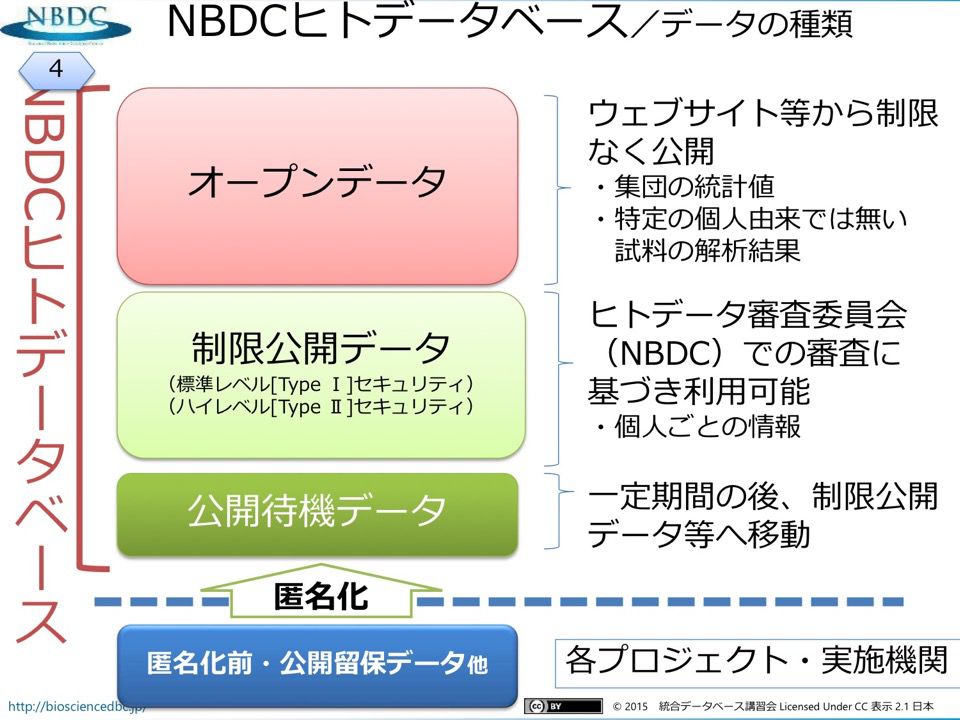 NBDC
NBDCヒトデータベース／データの種類
4
NBDCヒトデータベース
オープンデータ
ウェブサイト等から制限
なく公開
・集団の統計値
・特定の個人由来では無い
試料の解析結果
制限公開データ
（標準レベル[Type Ⅰ]セキュリティ）
（ハイレベル[Type Ⅱ]セキュリティ）
ヒトデータ審査委員会
（NBDC）での審査に
基づき利用可能
・個人ごとの情報
公開待機データ
一定期間の後、制限公開
データ等へ移動
匿名化
匿名化前・公開留保データ他
各プロジェクト・実施機関
http://biosciencedbc.jp/
cc BY
© 2015 統合データベース講習会 Licensed Under CC 表示 2.1 日本